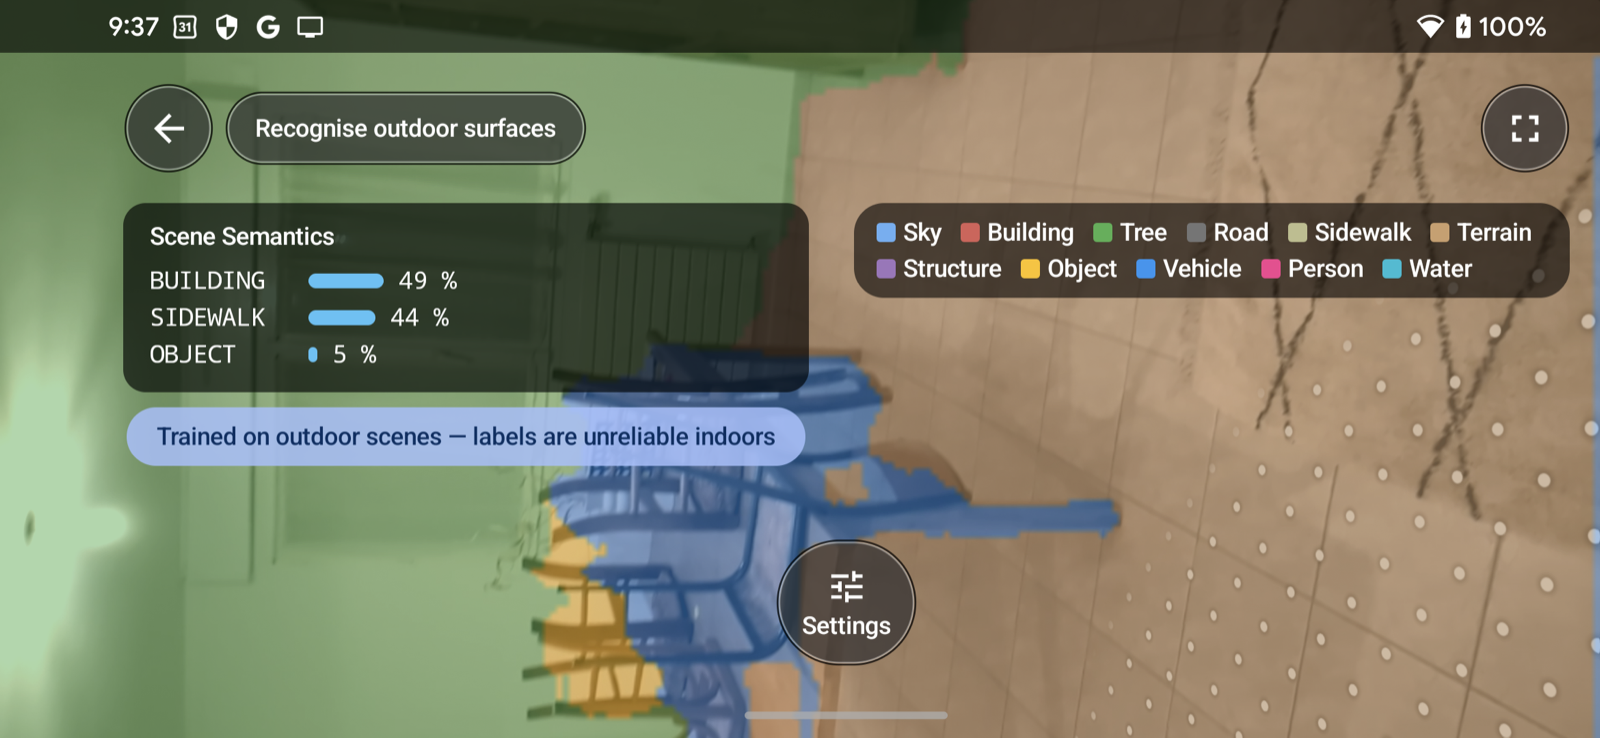 9:37 31 100%
Recognise outdoor surfaces
Scene Semantics
BUILDING 49 %
SIDEWALK 44 %
OBJECT 5 %
Sky Building Tree Road Sidewalk Terrain
Structure Object Vehicle Person Water
Trained on outdoor scenes — labels are unreliable indoors
Settings